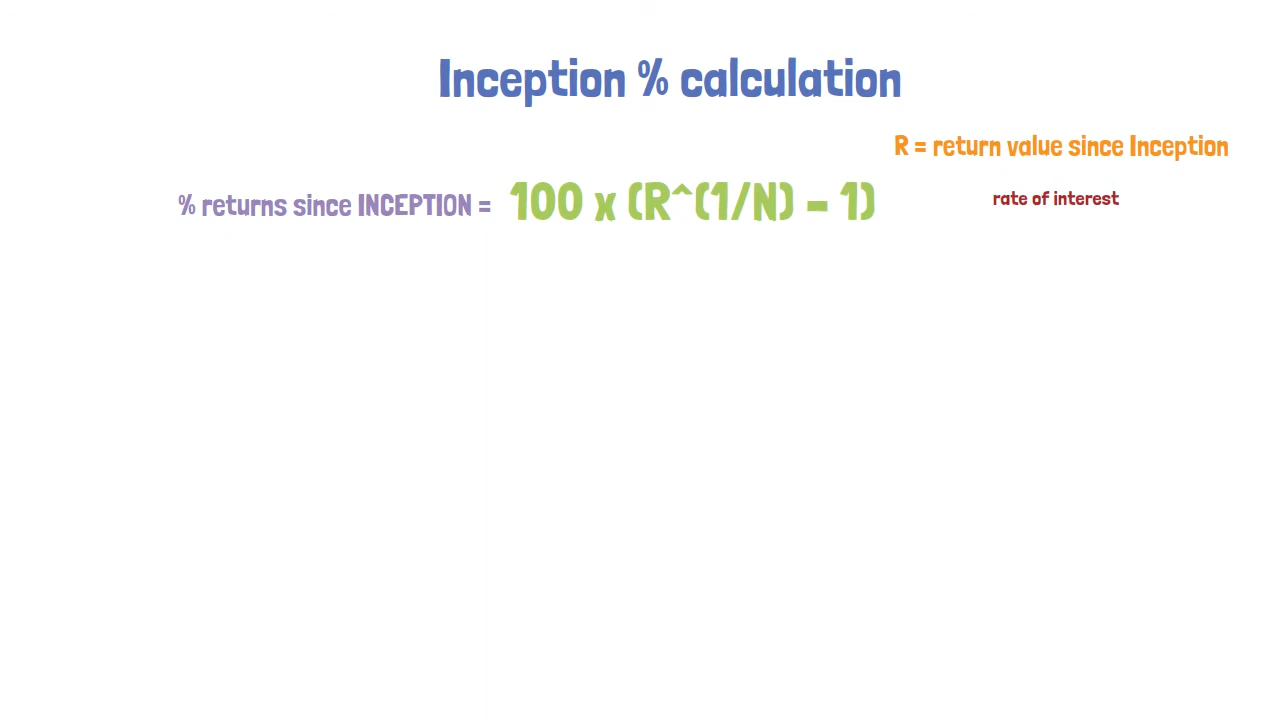 Inception % calculation
R = return value since Inception
% returns since INCEPTION = 100 x (R^(1/N) - 1)
rate of interest